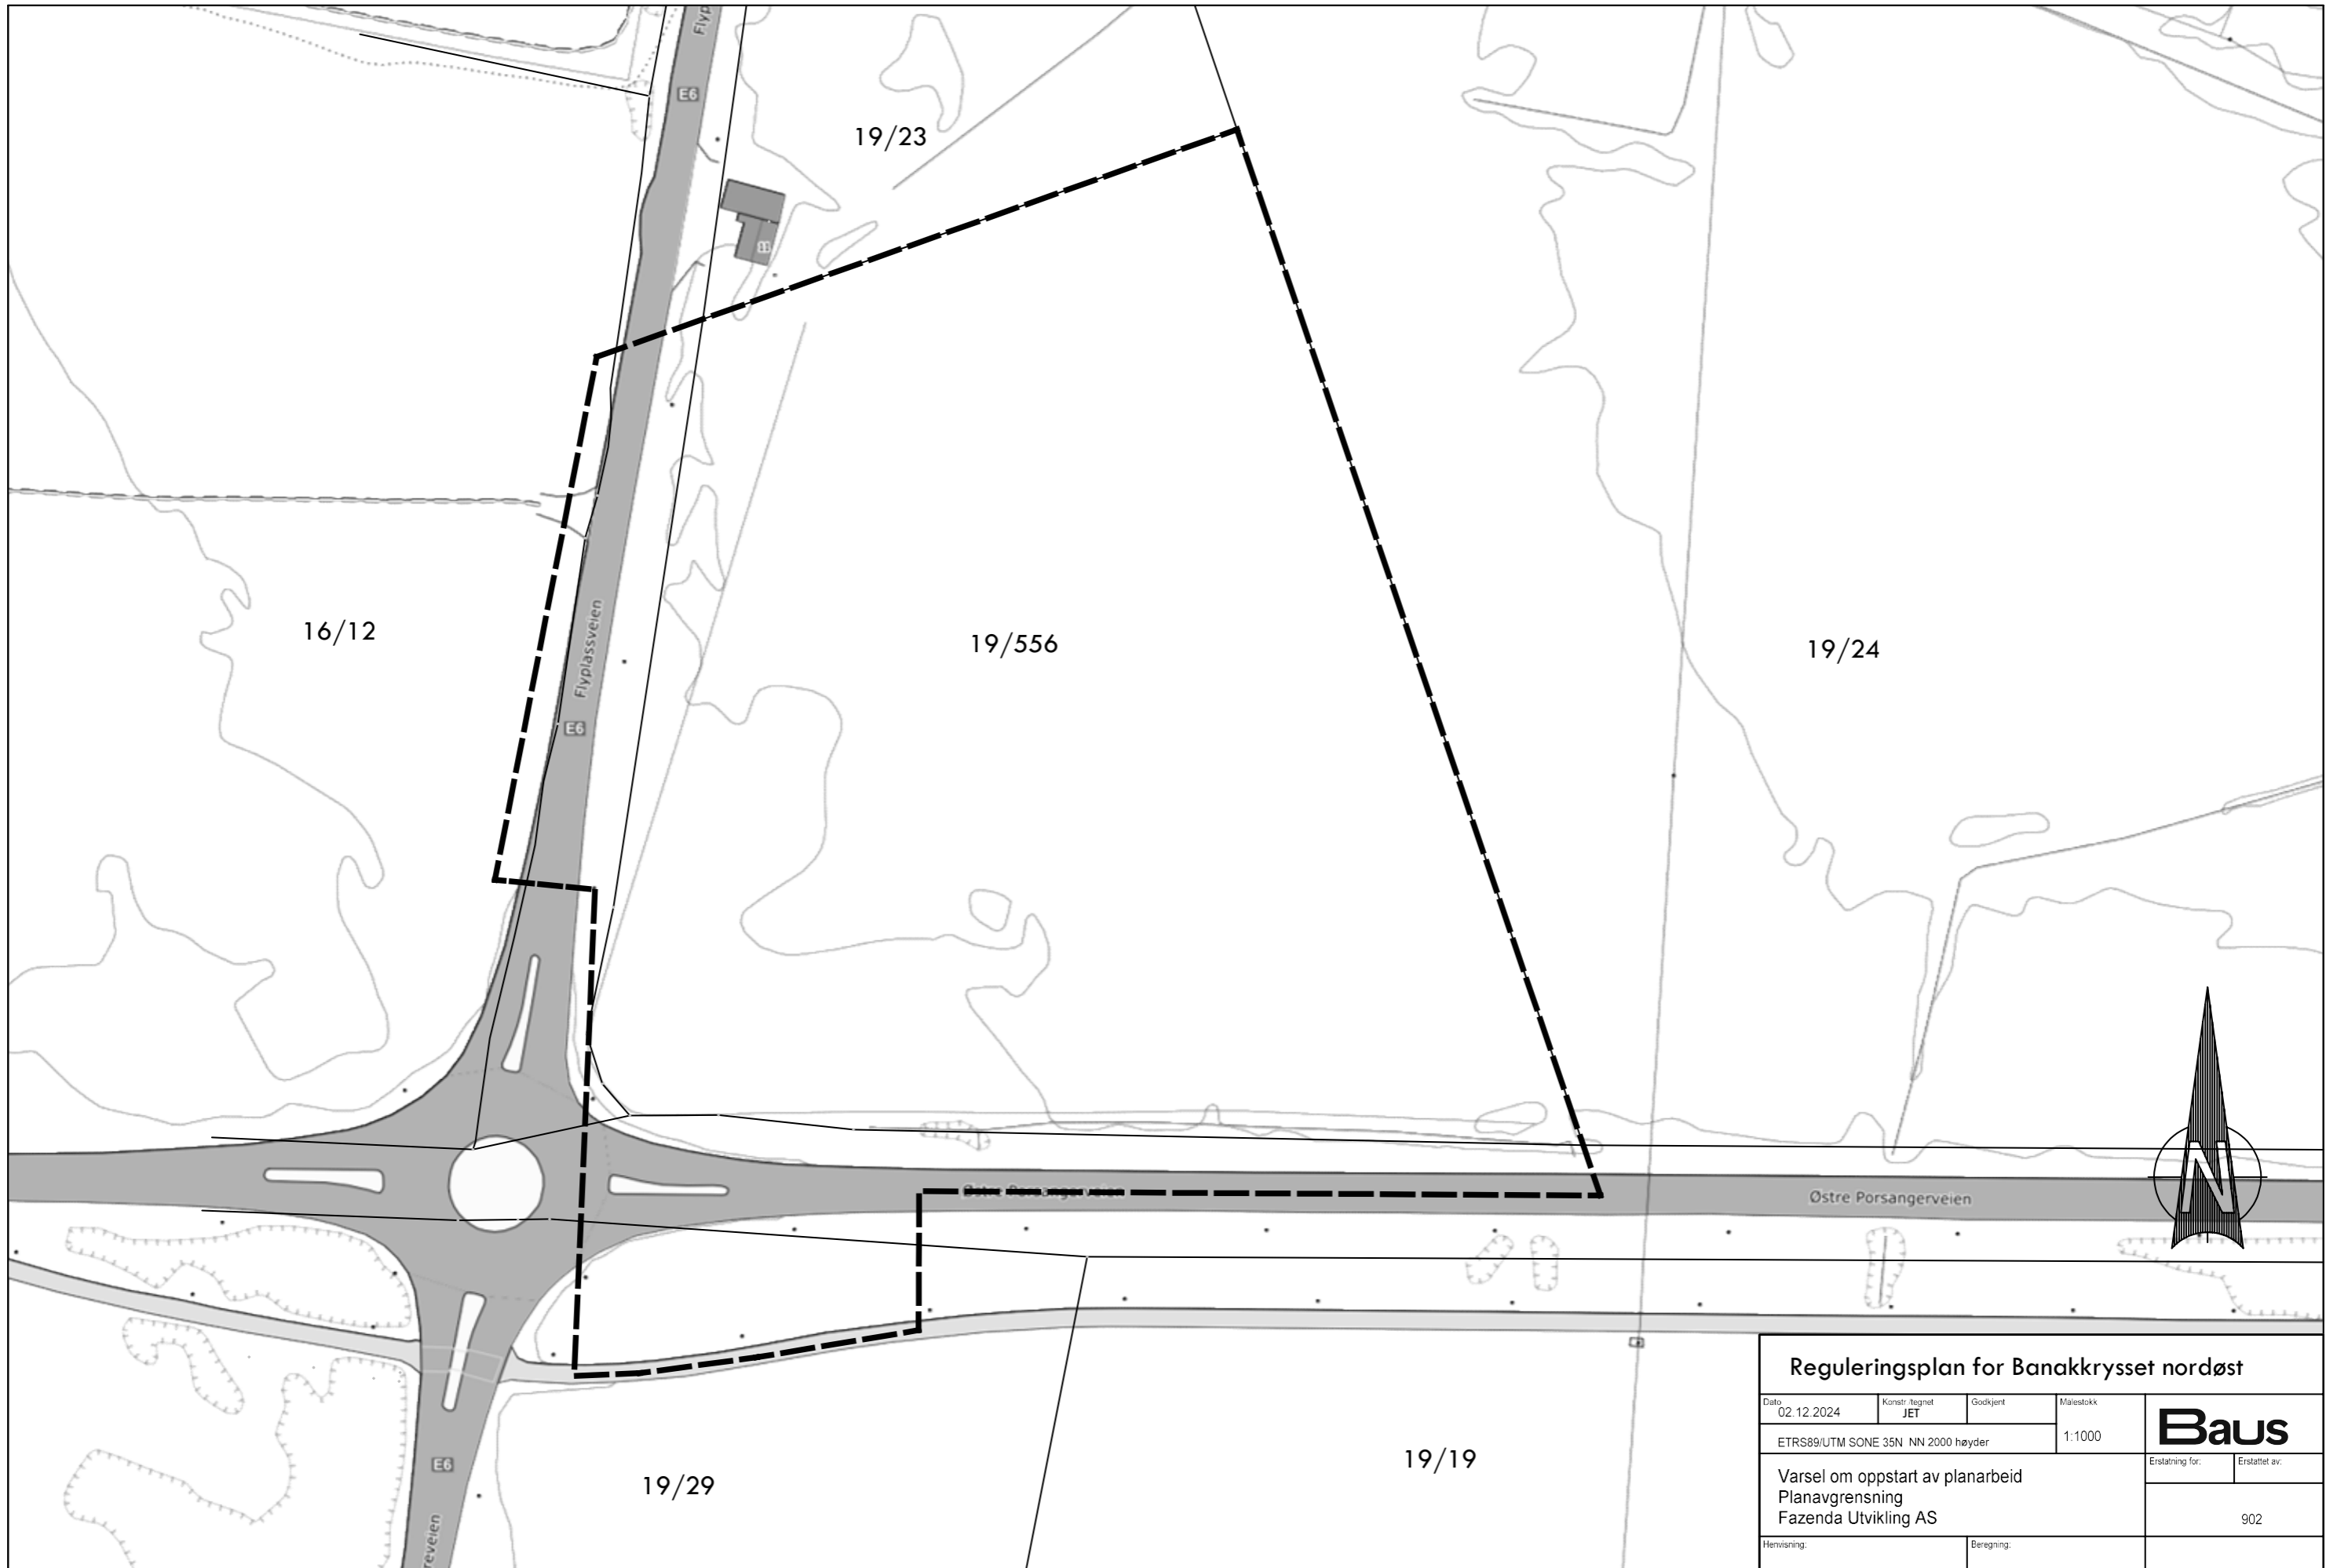 Flyp
E6
19/23
11
16/12
19/556
19/24
Flyplassveien
E6
Østre Porsangerveien
Østre Porsangerveien
N
E6
19/29
19/19
reveien
Reguleringsplan for Banakkrysset nordøst
Dato
02.12.2024
Konstr./tegnet
JET
Godkjent
Målestokk
1:1000
ETRS89/UTM SONE 35N NN 2000 høyder
Baus
Varsel om oppstart av planarbeid
Planavgrensning
Fazenda Utvikling AS
Erstatning for:
Erstattet av:
902
Henvisning:
Beregning: